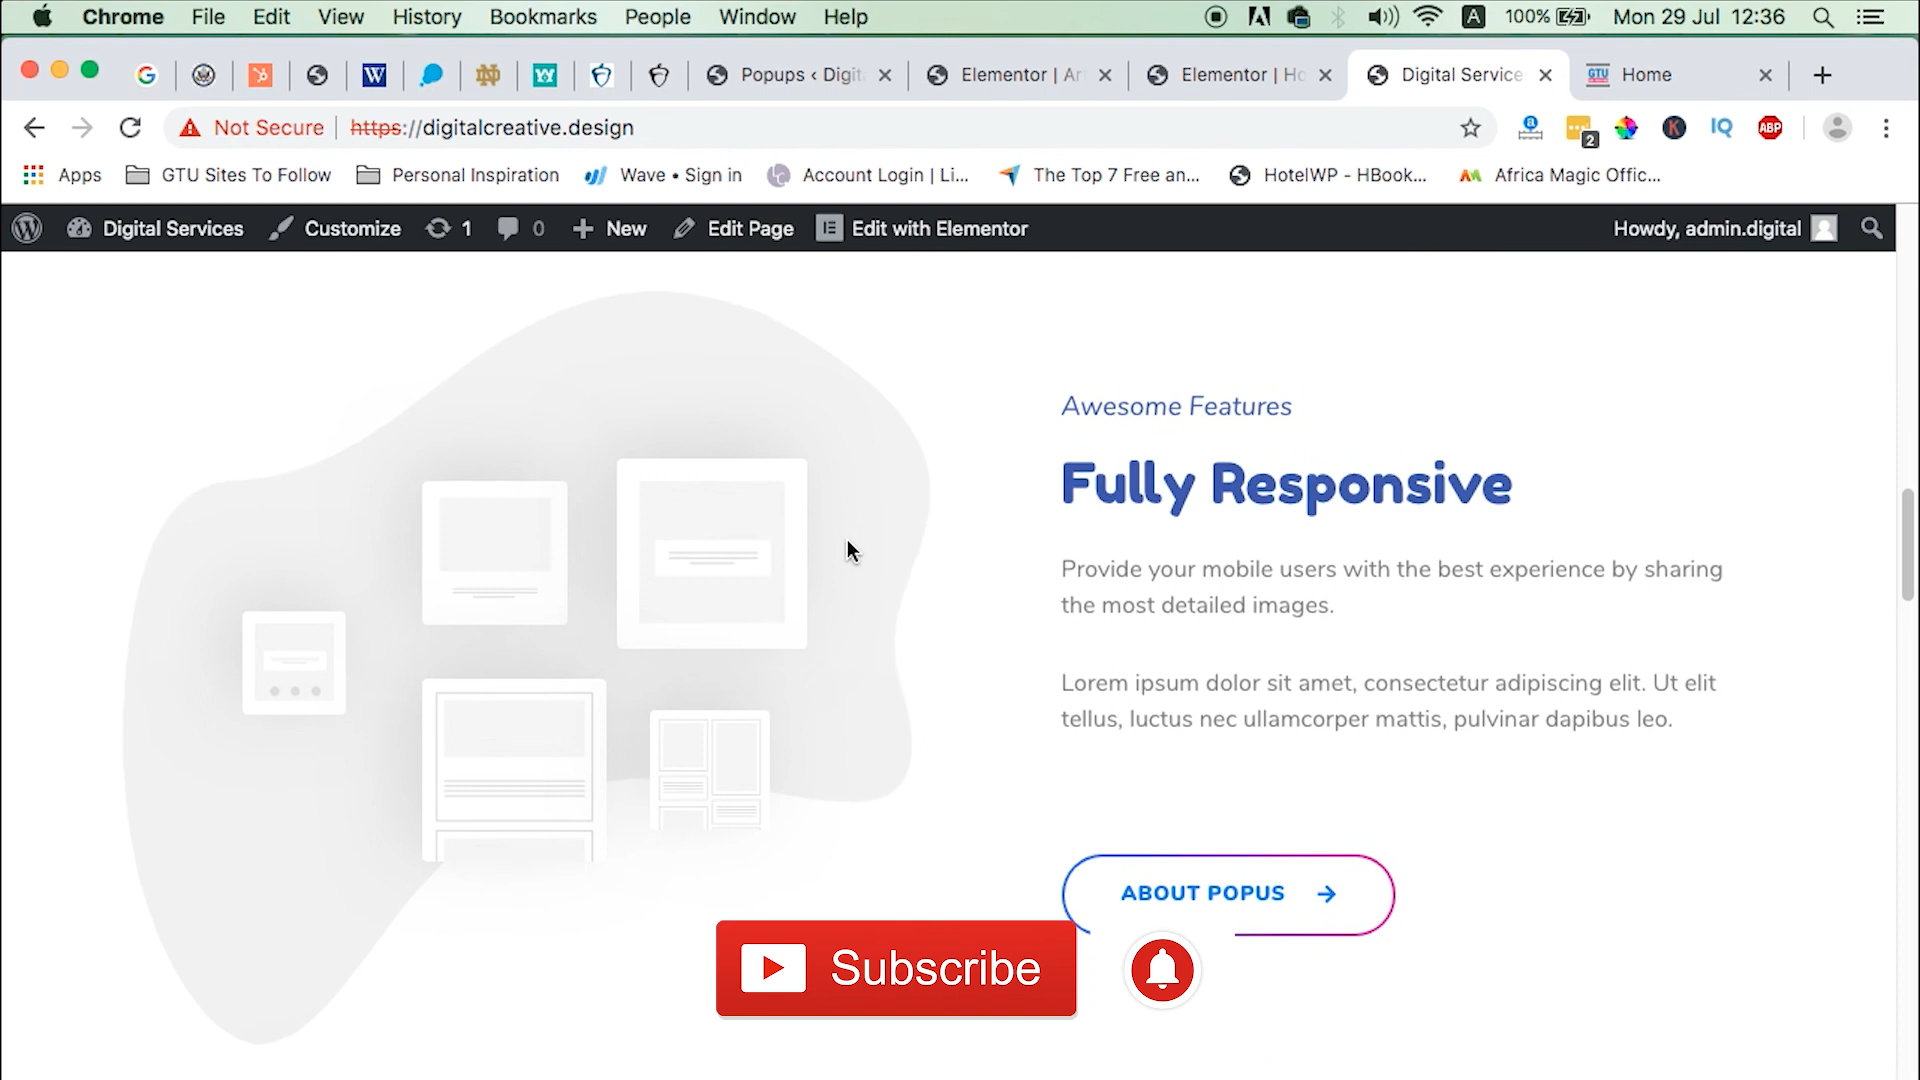 Chrome File Edit View History Bookmarks People Window Help A 100% Mon 29 Jul 12:36
G W Popups ‹ Digit Elementor | Ar Elementor | Ho Digital Service GTU Home
Not Secure https://digitalcreative.design a 2 K IQ ABP
Apps GTU Sites To Follow Personal Inspiration Wave • Sign in LC Account Login | Li... The Top 7 Free an... HotelWP - HBook... Africa Magic Offic...
Digital Services Customize 1 0 New Edit Page Edit with Elementor Howdy, admin.digital
Awesome Features
Fully Responsive
Provide your mobile users with the best experience by sharing
the most detailed images.
Lorem ipsum dolor sit amet, consectetur adipiscing elit. Ut elit
tellus, luctus nec ullamcorper mattis, pulvinar dapibus leo.
ABOUT POPUS
Subscribe